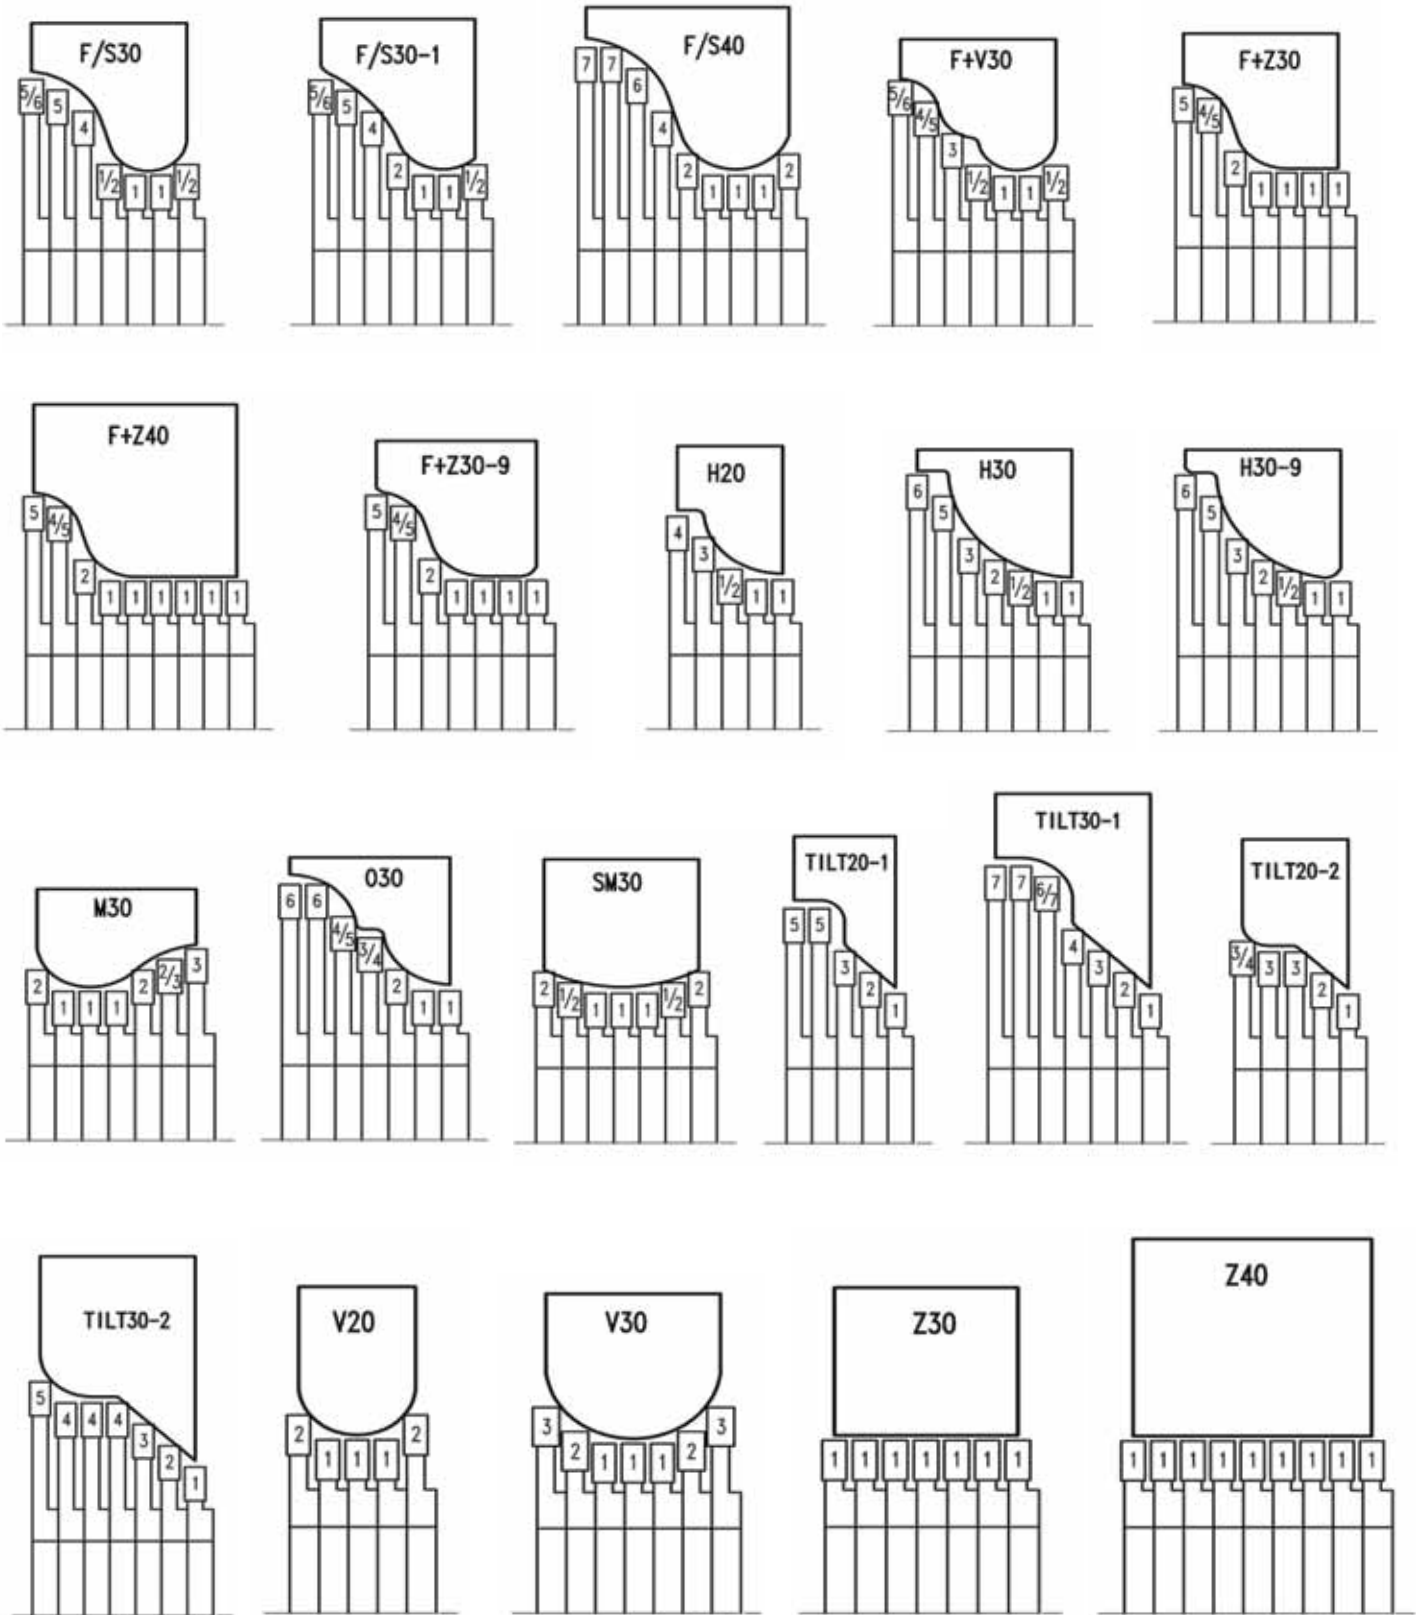 F/S30
5/6 5 4 1/2 1 1 1/2
F/S30-1
5/6 5 4 2 1 1 1/2
F/S40
7 7 6 4 2 1 1 1 2
F+V30
5/6 4/5 3 1/2 1 1 1/2
F+Z30
5 4/5 2 1 1 1 1
F+Z40
5 4/5 2 1 1 1 1 1 1
F+Z30-9
5 4/5 2 1 1 1 1
H20
4 3 1/2 1 1
H30
6 5 3 2 1/2 1 1
H30-9
6 5 3 2 1/2 1 1
M30
2 1 1 1 2 2/3 3
O30
6 6 4/5 3/4 2 1 1
SM30
2 1/2 1 1 1 1/2 2
TILT20-1
5 5 3 2 1
TILT30-1
7 7 6/7 4 3 2 1
TILT20-2
3/4 3 3 2 1
TILT30-2
5 4 4 4 3 2 1
V20
2 1 1 1 2
V30
3 2 1 1 1 2 3
Z30
1 1 1 1 1 1 1
Z40
1 1 1 1 1 1 1 1 1